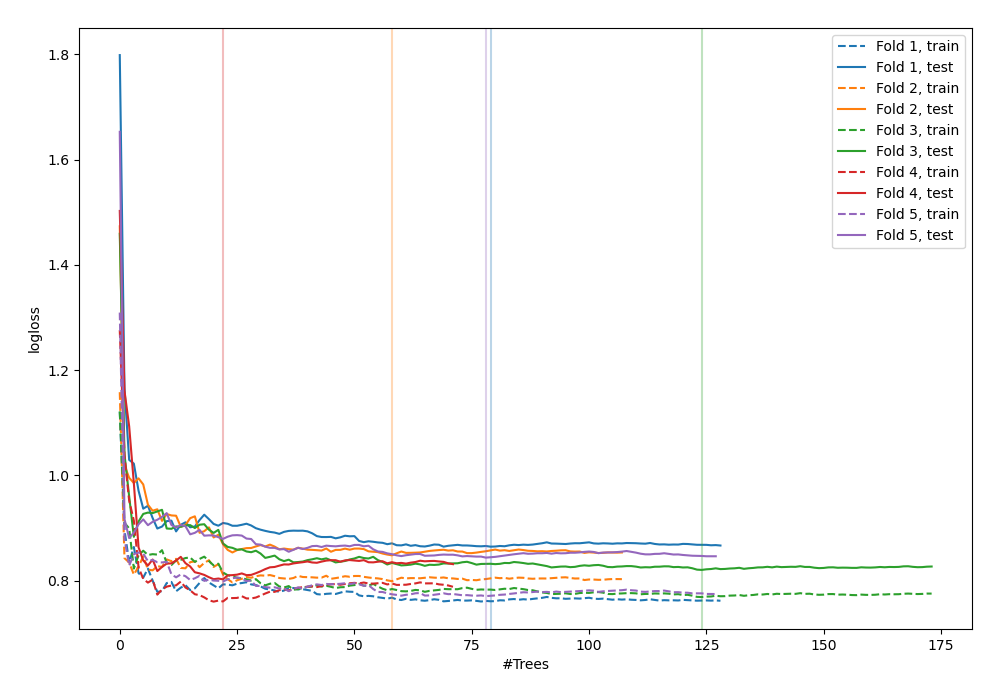 1.8
1.6
1.4
1.2
1.0
0.8
logloss
0
25
50
75
100
125
150
175
#Trees
Fold 1, train
Fold 1, test
Fold 2, train
Fold 2, test
Fold 3, train
Fold 3, test
Fold 4, train
Fold 4, test
Fold 5, train
Fold 5, test